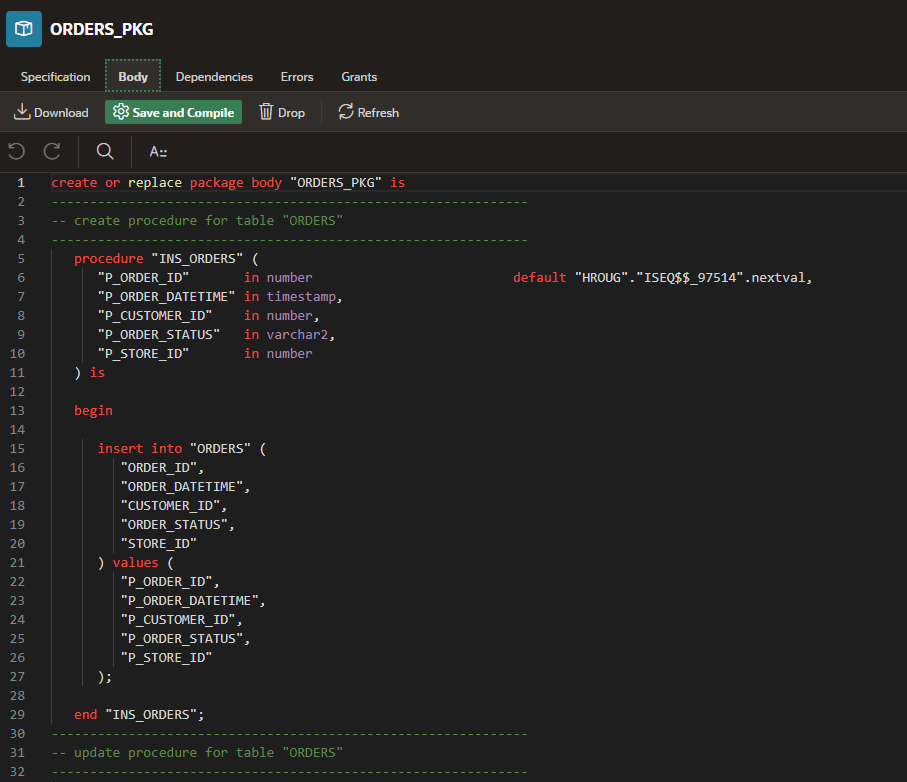 ORDERS_PKG
Specification Body Dependencies Errors Grants
Download Save and Compile Drop Refresh
A::
1 create or replace package body "ORDERS_PKG" is
2 --------------------------------------------------------------
3 -- create procedure for table "ORDERS"
4 --------------------------------------------------------------
5 procedure "INS_ORDERS" (
6 "P_ORDER_ID" in number default "HROUG"."ISEQ$$_97514".nextval,
7 "P_ORDER_DATETIME" in timestamp,
8 "P_CUSTOMER_ID" in number,
9 "P_ORDER_STATUS" in varchar2,
10 "P_STORE_ID" in number
11 ) is
12
13 begin
14
15 insert into "ORDERS" (
16 "ORDER_ID",
17 "ORDER_DATETIME",
18 "CUSTOMER_ID",
19 "ORDER_STATUS",
20 "STORE_ID"
21 ) values (
22 "P_ORDER_ID",
23 "P_ORDER_DATETIME",
24 "P_CUSTOMER_ID",
25 "P_ORDER_STATUS",
26 "P_STORE_ID"
27 );
28
29 end "INS_ORDERS";
30 --------------------------------------------------------------
31 -- update procedure for table "ORDERS"
32 --------------------------------------------------------------